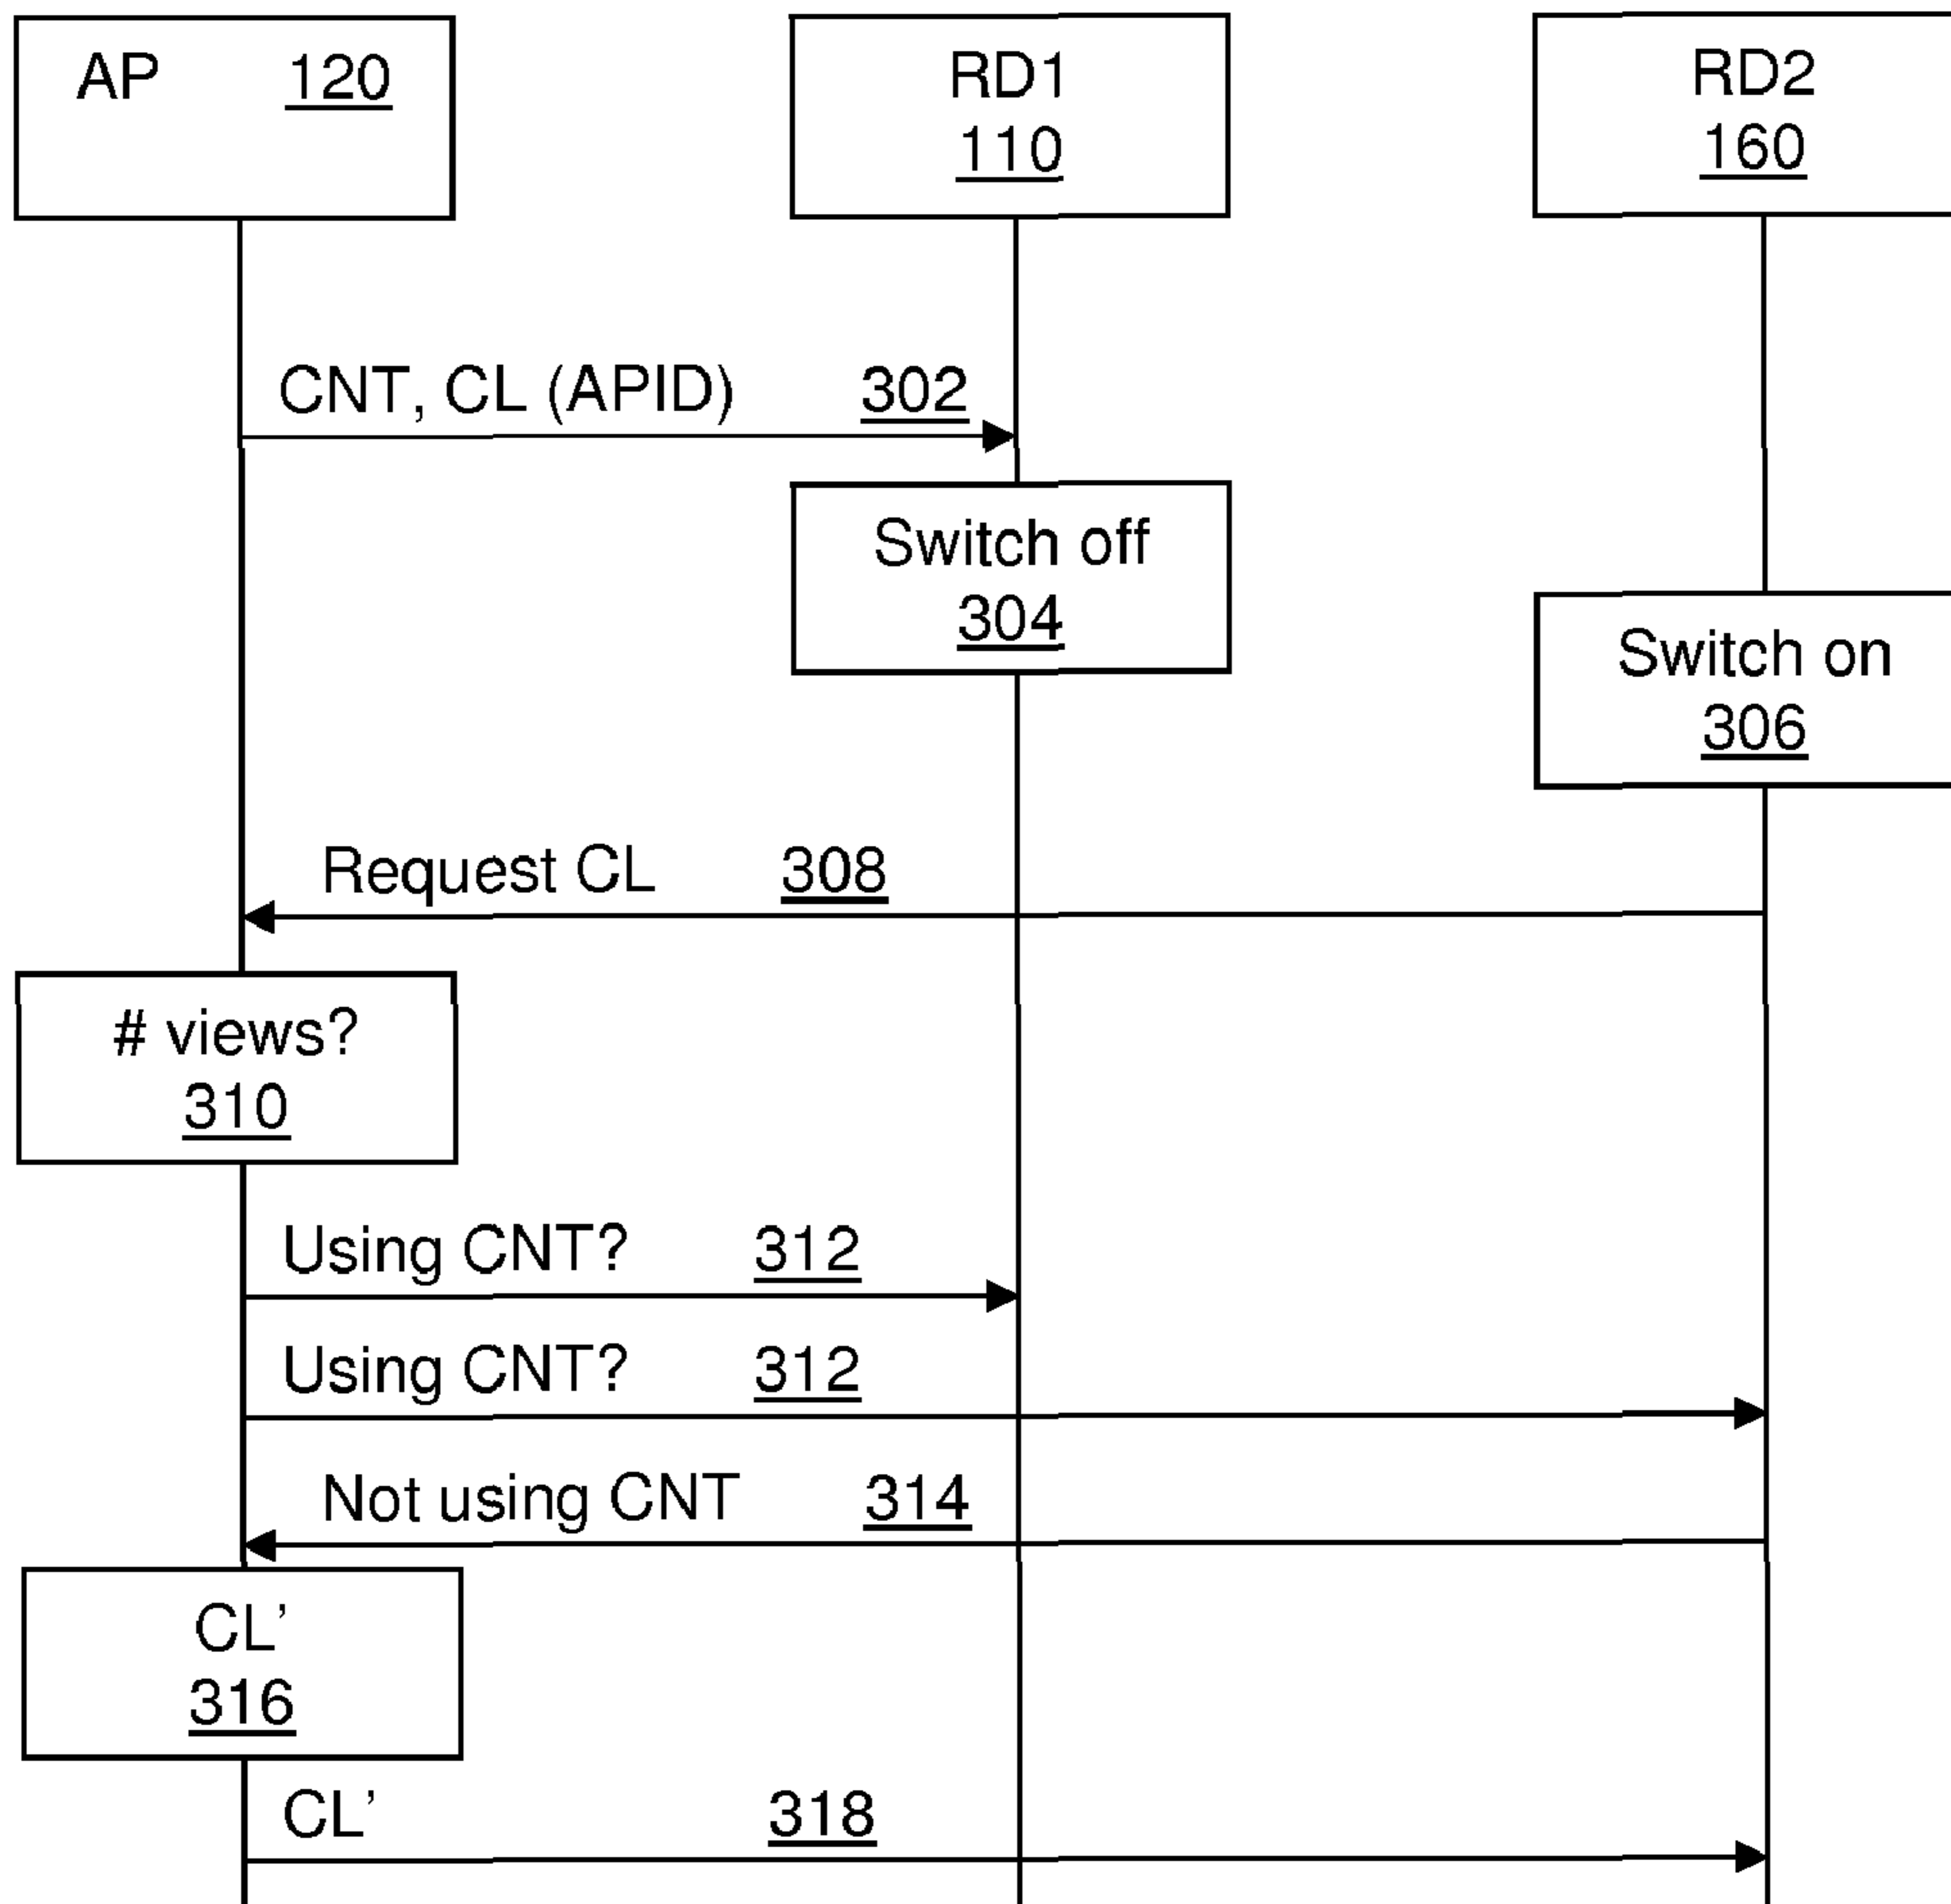 AP 120
RD1
110
RD2
160
CNT, CL (APID) 302
Switch off
304
Switch on
306
Request CL 308
# views?
310
Using CNT? 312
Using CNT? 312
Not using CNT 314
CL'
316
CL' 318